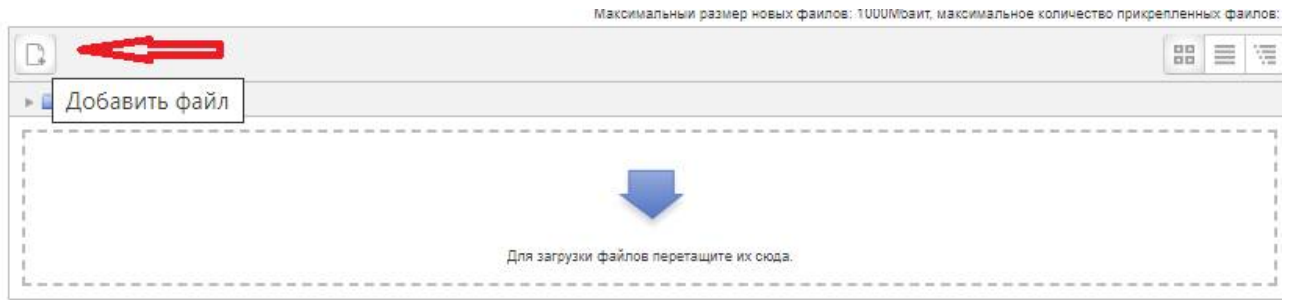 Максимальный размер новых файлов: 1000Мбайт, максимальное количество прикрепленных файлов:
Добавить файл
Для загрузки файлов перетащите их сюда.